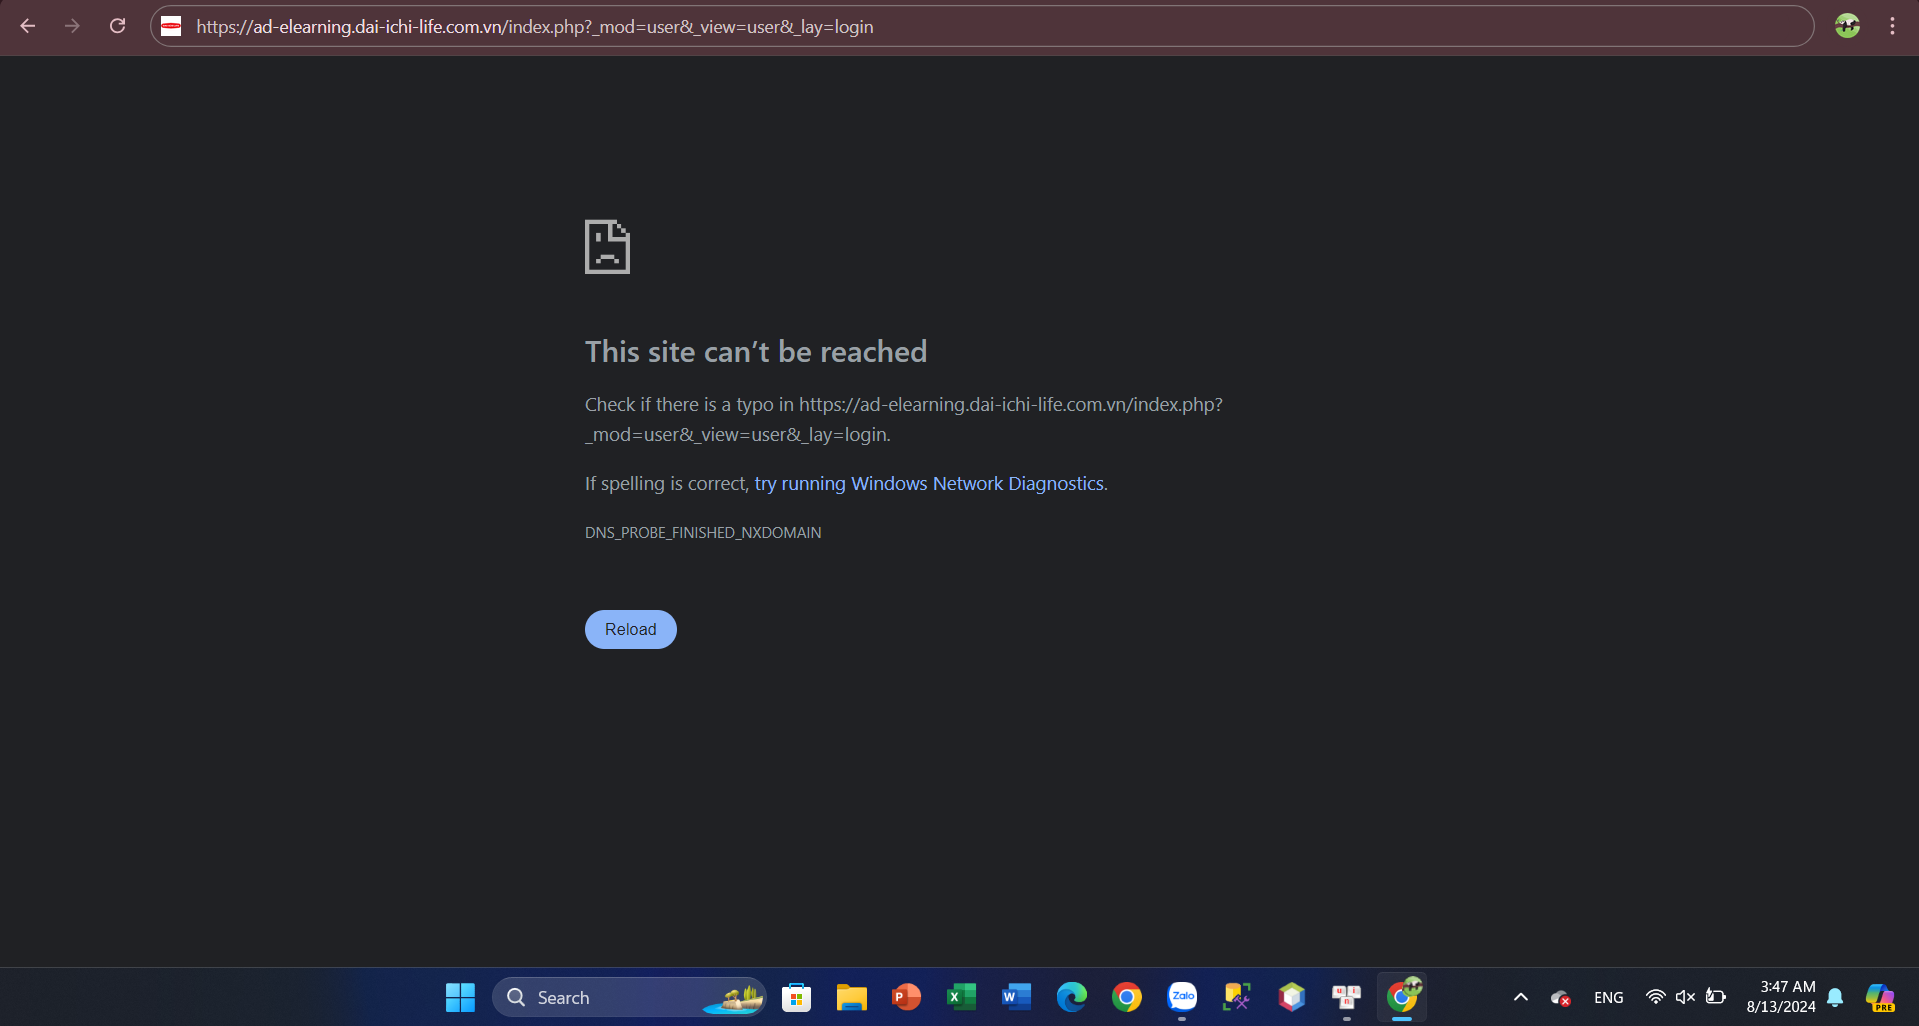 https://ad-elearning.dai-ichi-life.com.vn/index.php?_mod=user&_view=user&_lay=login
This site can’t be reached
Check if there is a typo in https://ad-elearning.dai-ichi-life.com.vn/index.php?
_mod=user&_view=user&_lay=login.
If spelling is correct, try running Windows Network Diagnostics.
DNS_PROBE_FINISHED_NXDOMAIN
Reload
Search
Zalo
ENG
3:47 AM
8/13/2024
PRE